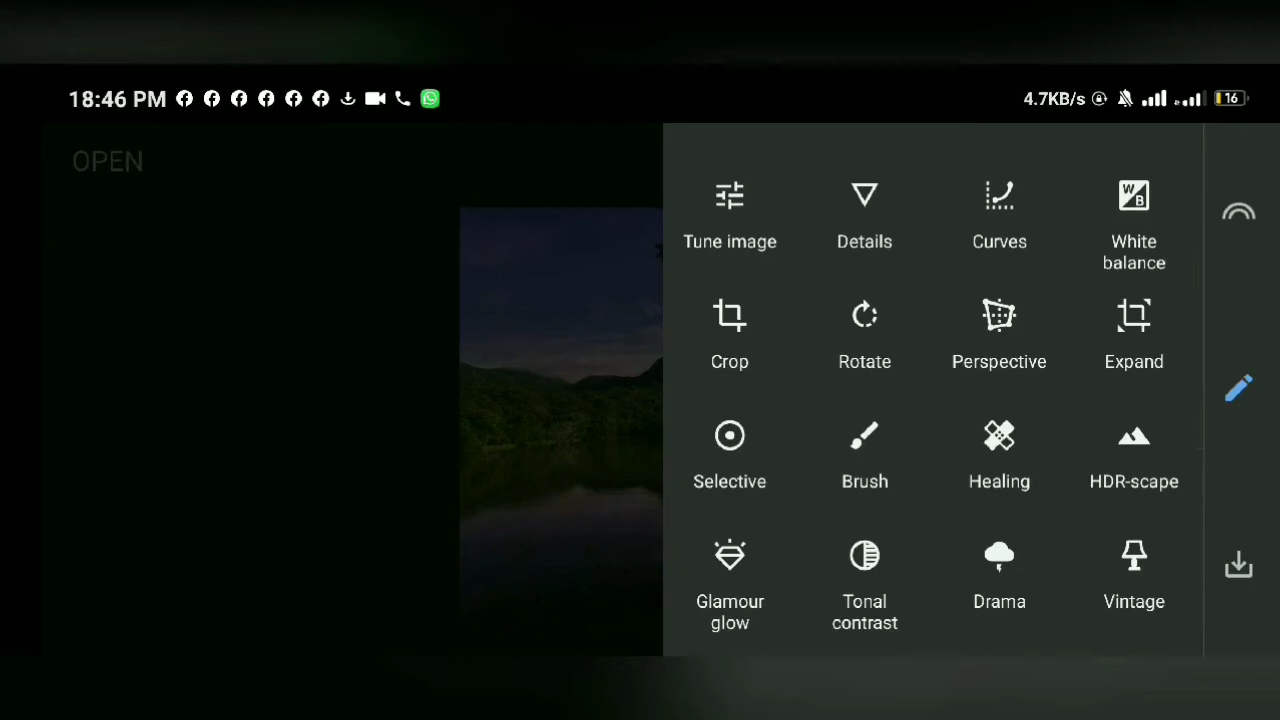 18:46 PM
4.7KB/s
16
OPEN
Tune image
Details
Curves
W
B
White
balance
Crop
Rotate
Perspective
Expand
Selective
Brush
Healing
HDR-scape
Glamour
glow
Tonal
contrast
Drama
Vintage